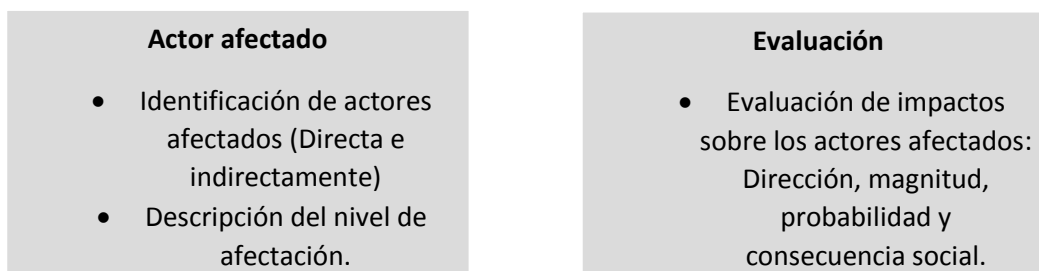 Actor afectado
• Identificación de actores
afectados (Directa e
indirectamente)
• Descripción del nivel de
afectación.
Evaluación
• Evaluación de impactos
sobre los actores afectados:
Dirección, magnitud,
probabilidad y
consecuencia social.